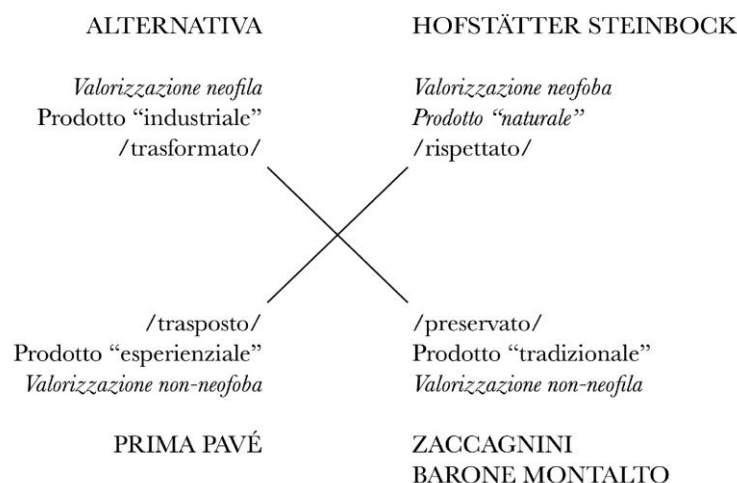 ALTERNATIVA
Valorizzazione neofila
Prodotto “industriale”
/trasformato/
HOFSTÄTTER STEINBOCK
Valorizzazione neofoba
Prodotto “naturale”
/rispettato/
/trasposto/
Prodotto “esperienziale”
Valorizzazione non-neofoba
PRIMA PAVÉ
/preservato/
Prodotto “tradizionale”
Valorizzazione non-neofila
ZACCAGNINI
BARONE MONTALTO